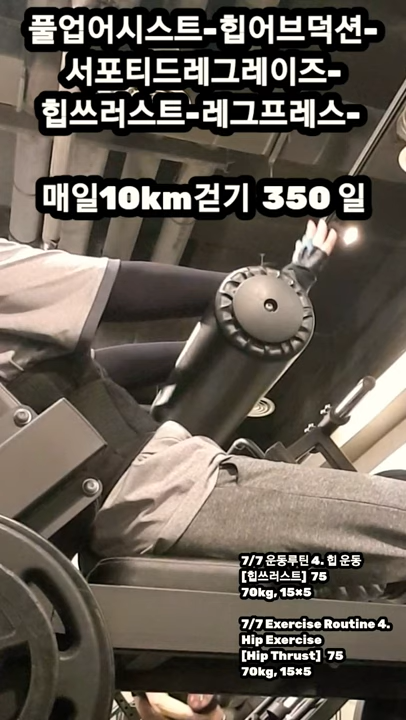 풀업어시스트-힙어브덕션-
서포티드레그레이즈-
힙쓰러스트-레그프레스-
매일10km걷기 350 일
7/7 운동루틴 4. 힙 운동
[힙쓰러스트] 75
70kg, 15×5
7/7 Exercise Routine 4.
Hip Exercise
[Hip Thrust] 75
70kg, 15×5